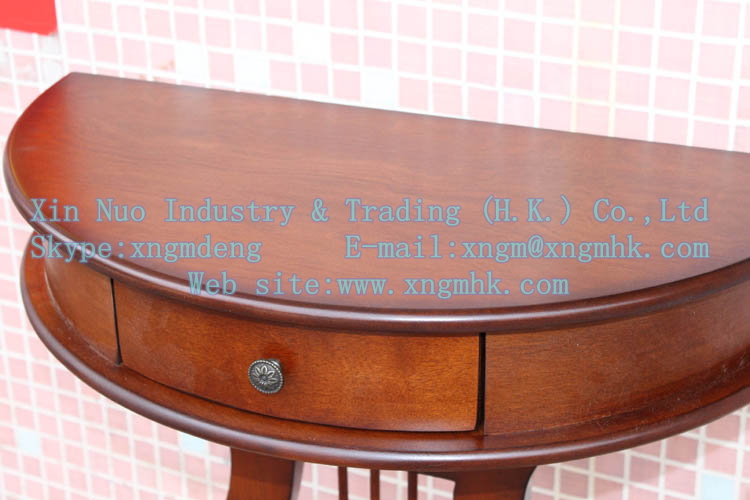 Xin Nuo Industry & Trading (H.K.) Co.,Ltd
Skype:xngmdeng E-mail:xngm@xngmhk.com
Web site:www.xngmhk.com